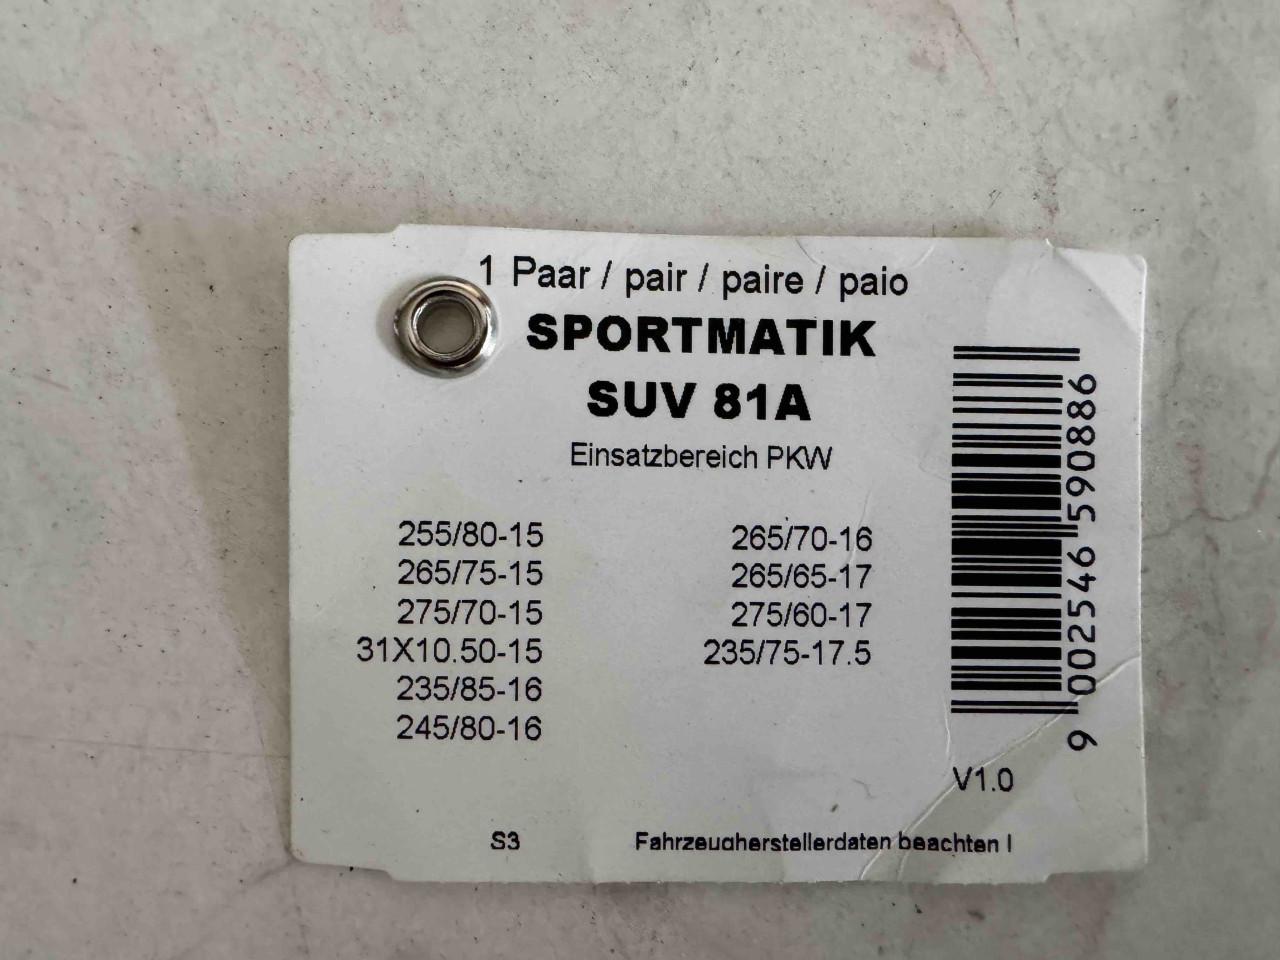 1 Paar / pair / paire / paio
SPORTMATIK
SUV 81A
Einsatzbereich PKW
255/80-15
265/75-15
275/70-15
31X10.50-15
235/85-16
245/80-16
265/70-16
265/65-17
275/60-17
235/75-17.5
9 002546 590886
V1.0
S3
Fahrzeugherstellerdaten beachten !